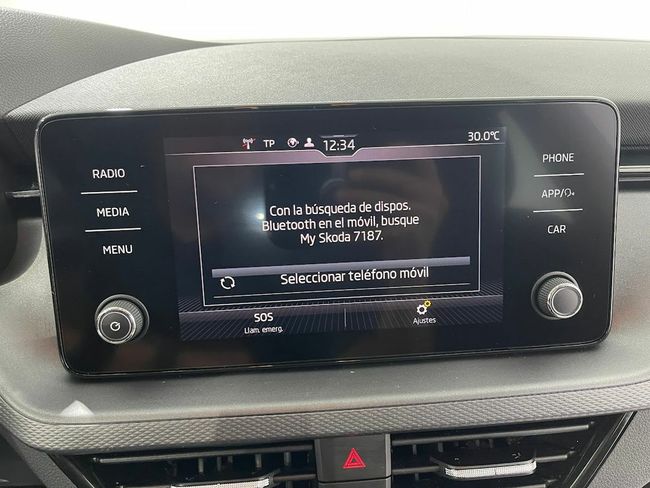 TP 12:34 30.0°C
RADIO
MEDIA
MENU
PHONE
APP/
CAR
Con la búsqueda de dispos.
Bluetooth en el móvil, busque
My Skoda 7187.
Seleccionar teléfono móvil
SOS
Llam. emerg.
Ajustes